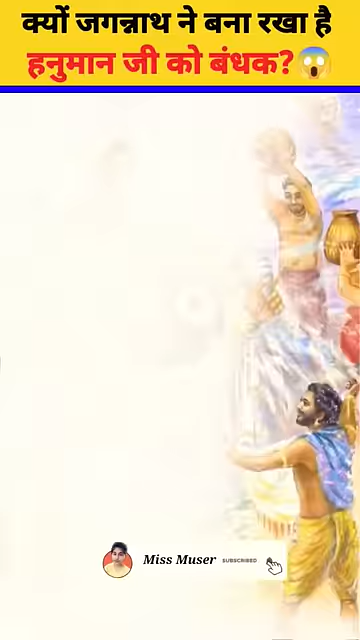 क्यों जगन्नाथ ने बना रखा है
हनुमान जी को बंधक?😱
Miss Muser SUBSCRIBED